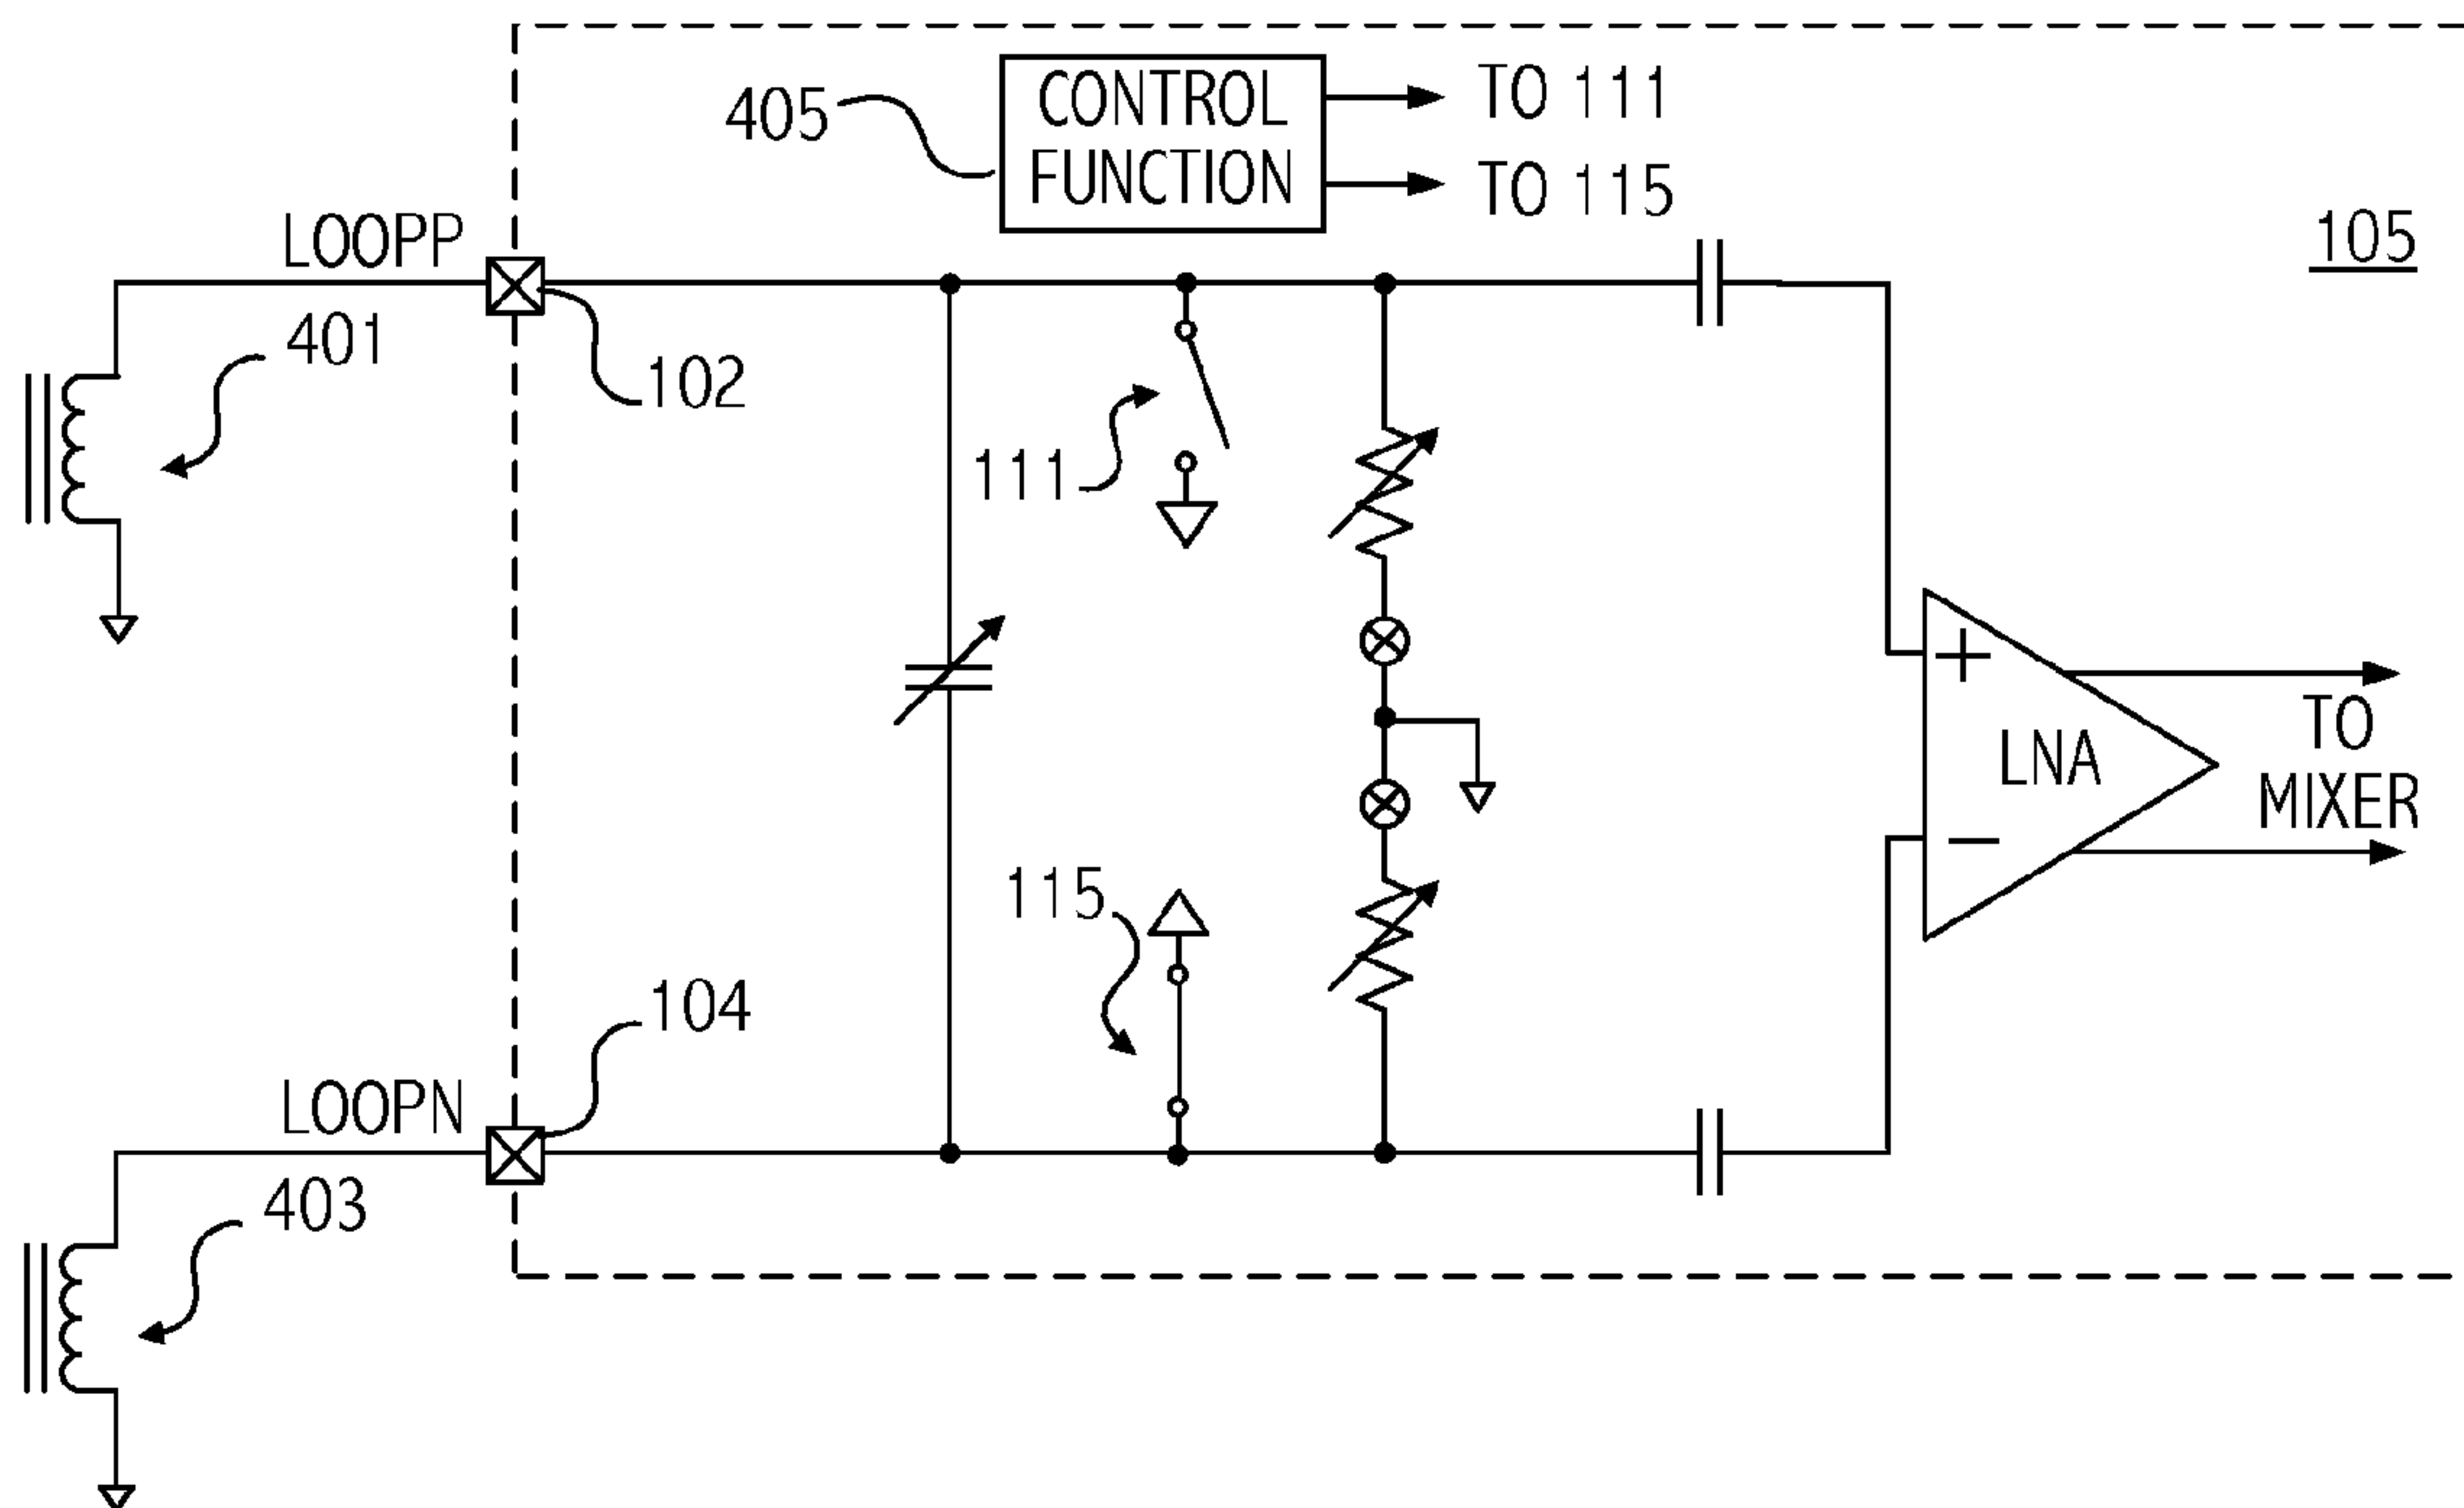 405
CONTROL
FUNCTION
TO 111
TO 115
105
LOOPP
401
102
111
+
LNA
TO
MIXER
−
115
104
LOOPN
403